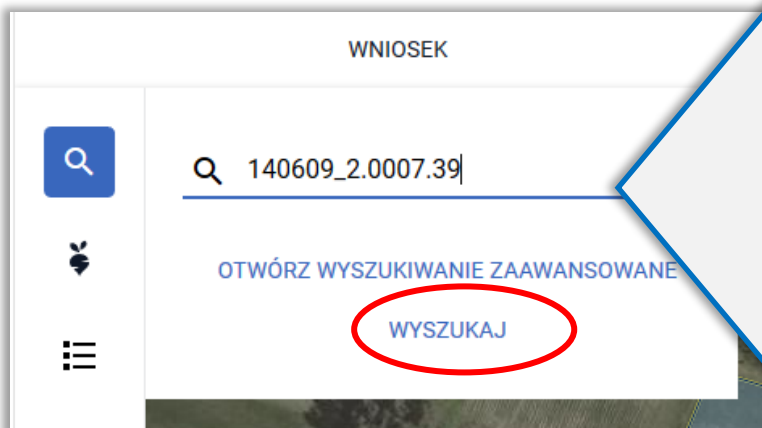 WNIOSEK
140609_2.0007.39
OTWÓRZ WYSZUKIWANIE ZAAWANSOWANE
WYSZUKAJ